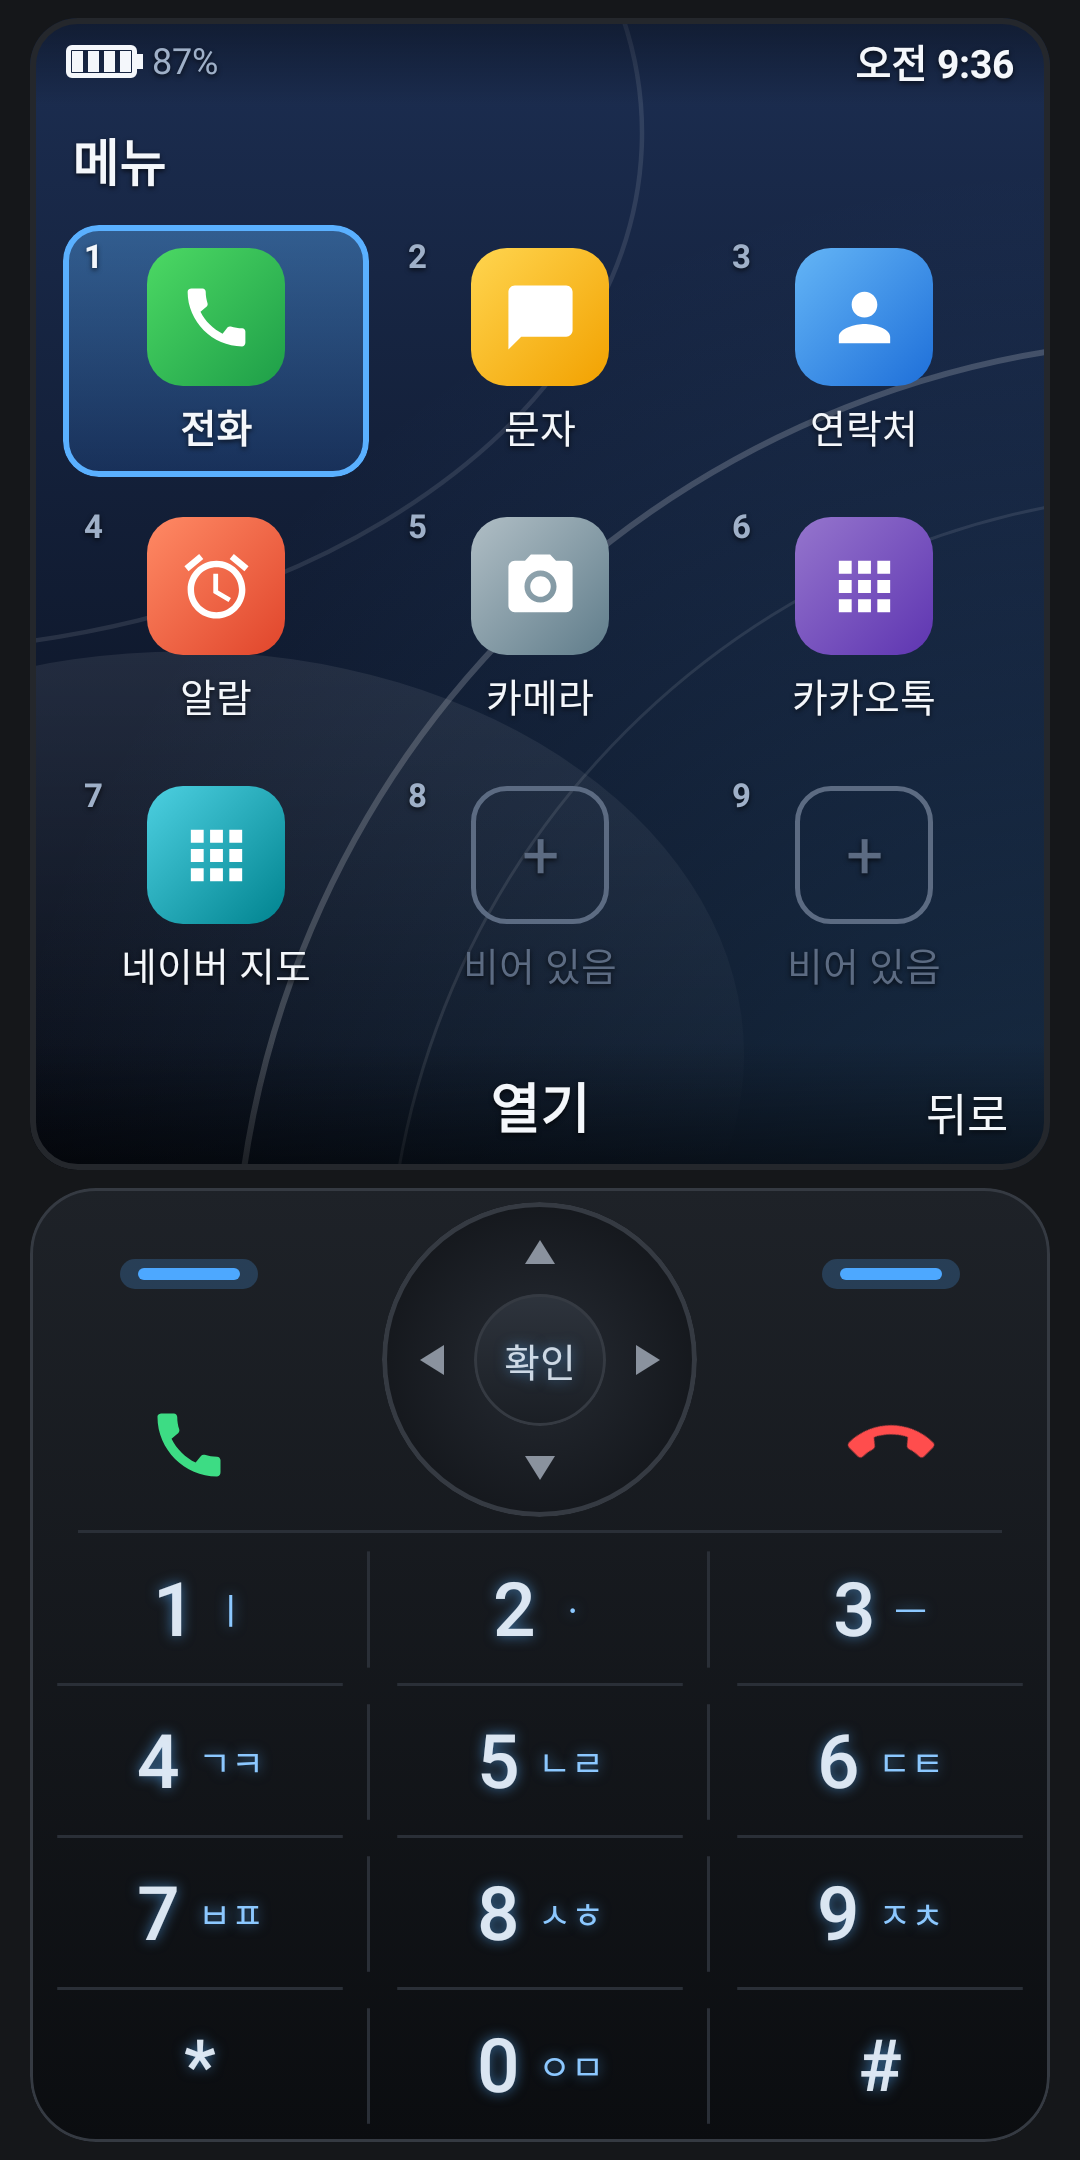 87%
오전 9:36
메뉴
1
2
3
전화
문자
연락처
4
5
6
알람
카메라
카카오톡
7
8
9
+
+
네이버 지도
비어 있음
비어 있음
열기
뒤로
확인
1 ㅣ
2 ·
3 ㅡ
4 ㄱㅋ
5 ㄴㄹ
6 ㄷㅌ
7 ㅂㅍ
8 ㅅㅎ
9 ㅈㅊ
*
0 ㅇㅁ
#